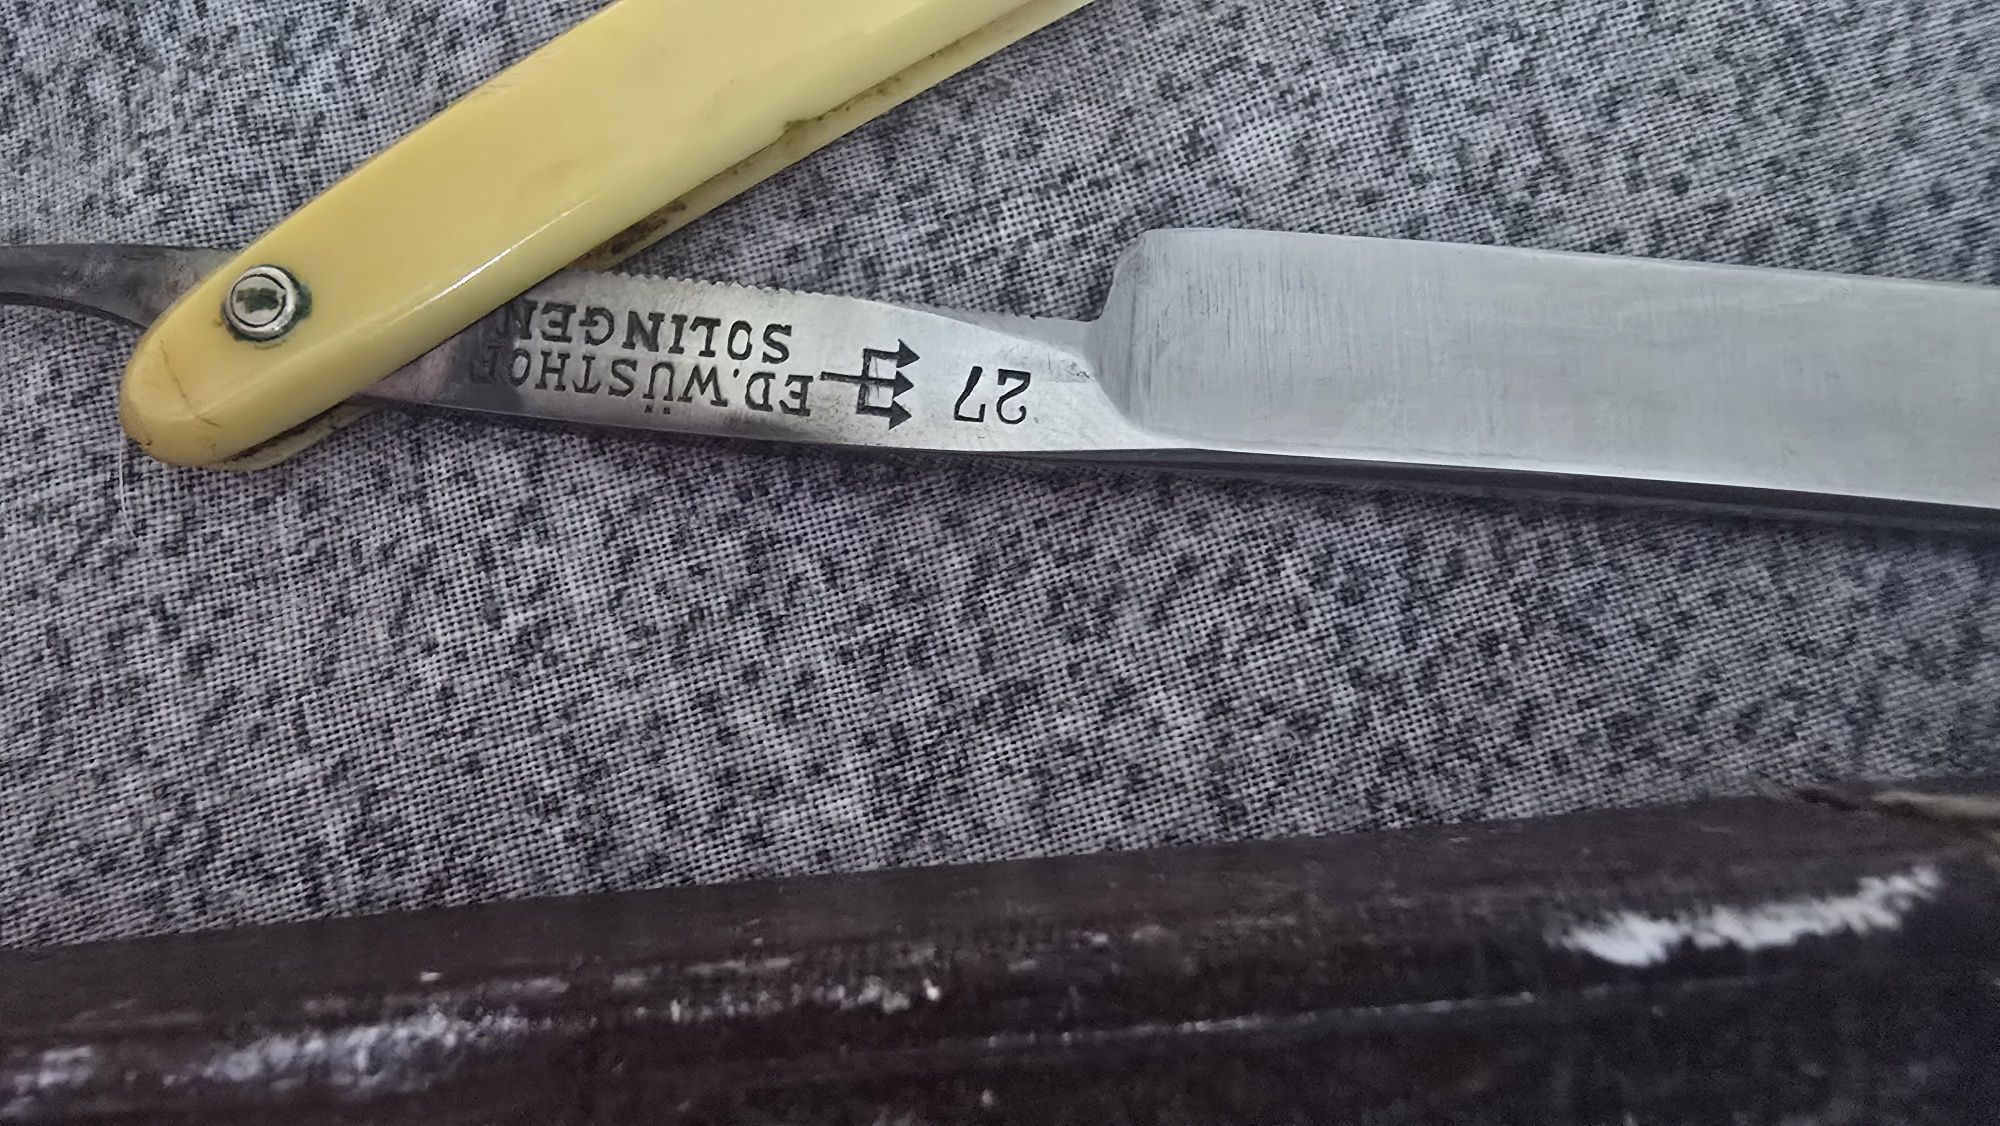 27
ED. WÜSTHOF
SOLINGEN